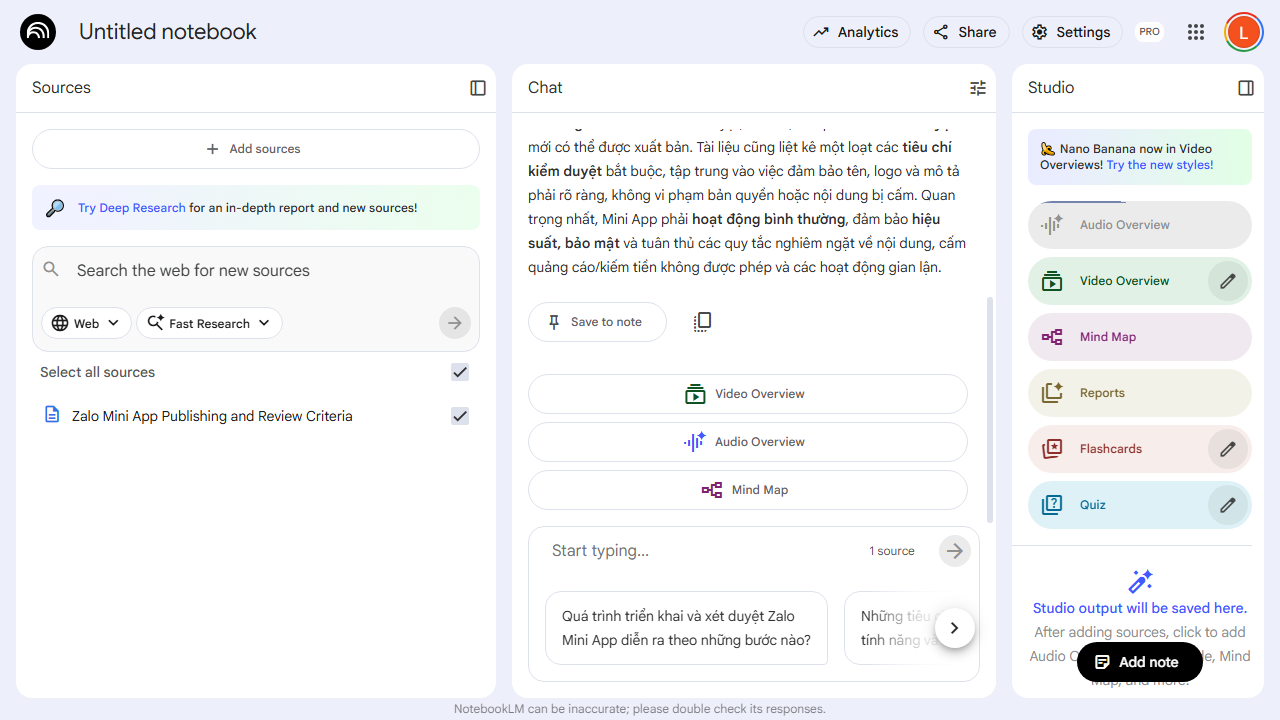 Untitled notebook
Analytics
Share
Settings
PRO
L
Sources
Add sources
Try Deep Research for an in-depth report and new sources!
Search the web for new sources
Web
Fast Research
Select all sources
Zalo Mini App Publishing and Review Criteria
Chat
mới có thể được xuất bản. Tài liệu cũng liệt kê một loạt các tiêu chí
kiểm duyệt bắt buộc, tập trung vào việc đảm bảo tên, logo và mô tả
phải rõ ràng, không vi phạm bản quyền hoặc nội dung bị cấm. Quan
trọng nhất, Mini App phải hoạt động bình thường, đảm bảo hiệu
suất, bảo mật và tuân thủ các quy tắc nghiêm ngặt về nội dung, cấm
quảng cáo/kiếm tiền không được phép và các hoạt động gian lận.
Save to note
Video Overview
Audio Overview
Mind Map
Start typing...
1 source
Quá trình triển khai và xét duyệt Zalo
Mini App diễn ra theo những bước nào?
Những tiêu
tính năng
Studio
Nano Banana now in Video
Overviews! Try the new styles!
Audio Overview
Video Overview
Mind Map
Reports
Flashcards
Quiz
Studio output will be saved here.
After adding sources, click to add
Audio
Mind
Map, and more!
Add note
NotebookLM can be inaccurate; please double check its responses.